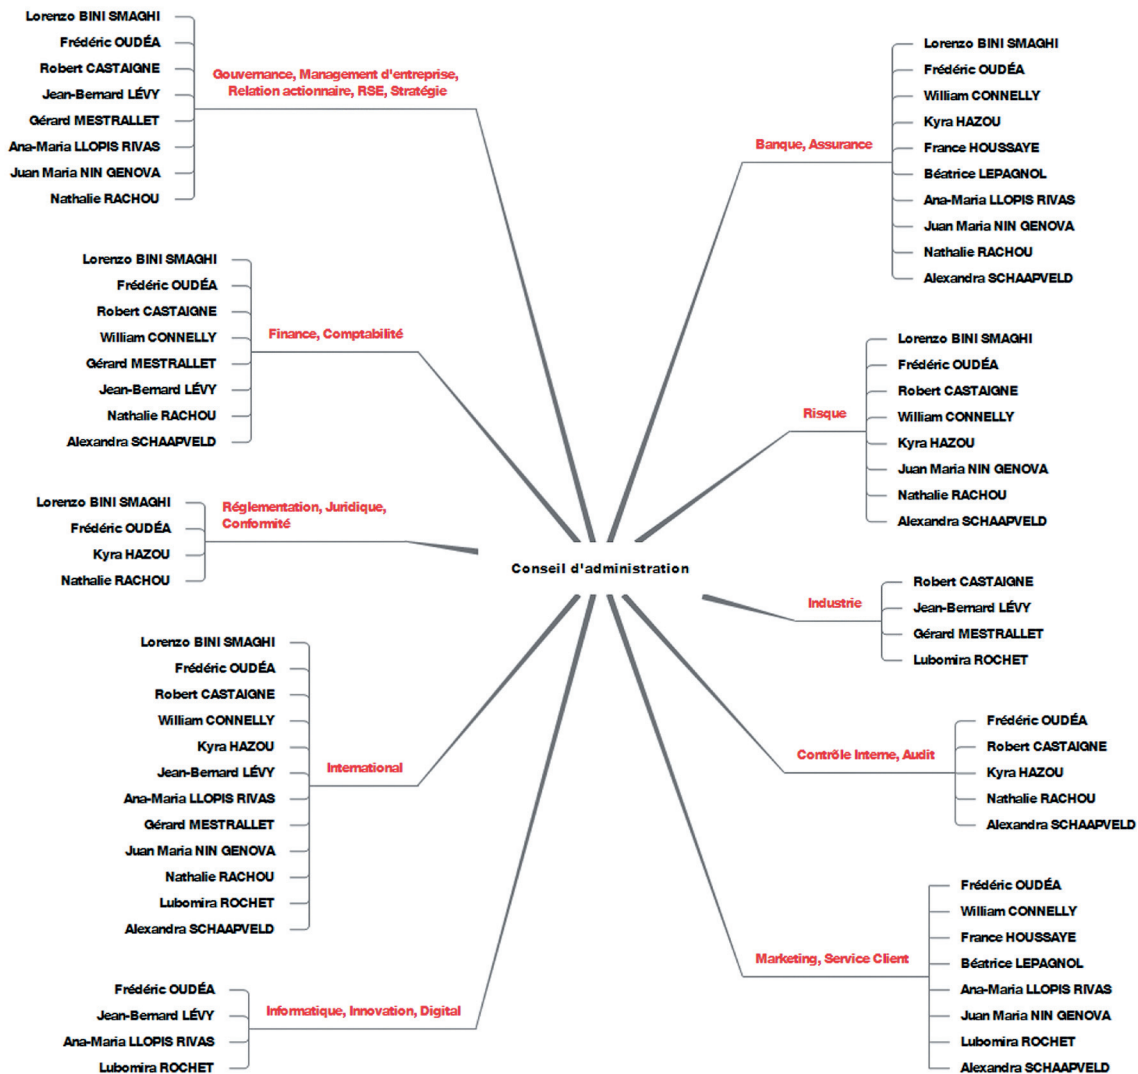 Lorenzo BINI SMAGHI
Frédéric OUDÉA
Robert CASTAIGNE
Jean-Bernard LÉVY
Gérard MESTRALLET
Ana-Maria LLOPIS RIVAS
Juan Maria NIN GENOVA
Nathalie RACHOU
Gouvernance, Management d'entreprise,
Relation actionnaire, RSE, Stratégie
Lorenzo BINI SMAGHI
Frédéric OUDÉA
Robert CASTAIGNE
William CONNELLY
Gérard MESTRALLET
Jean-Bernard LÉVY
Nathalie RACHOU
Alexandra SCHAAPVELD
Finance, Comptabilité
Lorenzo BINI SMAGHI
Frédéric OUDÉA
Kyra HAZOU
Nathalie RACHOU
Réglementation, Juridique,
Conformité
Lorenzo BINI SMAGHI
Frédéric OUDÉA
Robert CASTAIGNE
William CONNELLY
Kyra HAZOU
Jean-Bernard LÉVY
Ana-Maria LLOPIS RIVAS
Gérard MESTRALLET
Juan Maria NIN GENOVA
Nathalie RACHOU
Lubomira ROCHET
Alexandra SCHAAPVELD
International
Frédéric OUDÉA
Jean-Bernard LÉVY
Ana-Maria LLOPIS RIVAS
Lubomira ROCHET
Informatique, Innovation, Digital
Conseil d'administration
Banque, Assurance
Lorenzo BINI SMAGHI
Frédéric OUDÉA
William CONNELLY
Kyra HAZOU
France HOUSSAYE
Béatrice LEPAGNOL
Ana-Maria LLOPIS RIVAS
Juan Maria NIN GENOVA
Nathalie RACHOU
Alexandra SCHAAPVELD
Risque
Lorenzo BINI SMAGHI
Frédéric OUDÉA
Robert CASTAIGNE
William CONNELLY
Kyra HAZOU
Juan Maria NIN GENOVA
Nathalie RACHOU
Alexandra SCHAAPVELD
Industrie
Robert CASTAIGNE
Jean-Bernard LÉVY
Gérard MESTRALLET
Lubomira ROCHET
Contrôle Interne, Audit
Frédéric OUDÉA
Robert CASTAIGNE
Kyra HAZOU
Nathalie RACHOU
Alexandra SCHAAPVELD
Marketing, Service Client
Frédéric OUDÉA
William CONNELLY
France HOUSSAYE
Béatrice LEPAGNOL
Ana-Maria LLOPIS RIVAS
Juan Maria NIN GENOVA
Lubomira ROCHET
Alexandra SCHAAPVELD